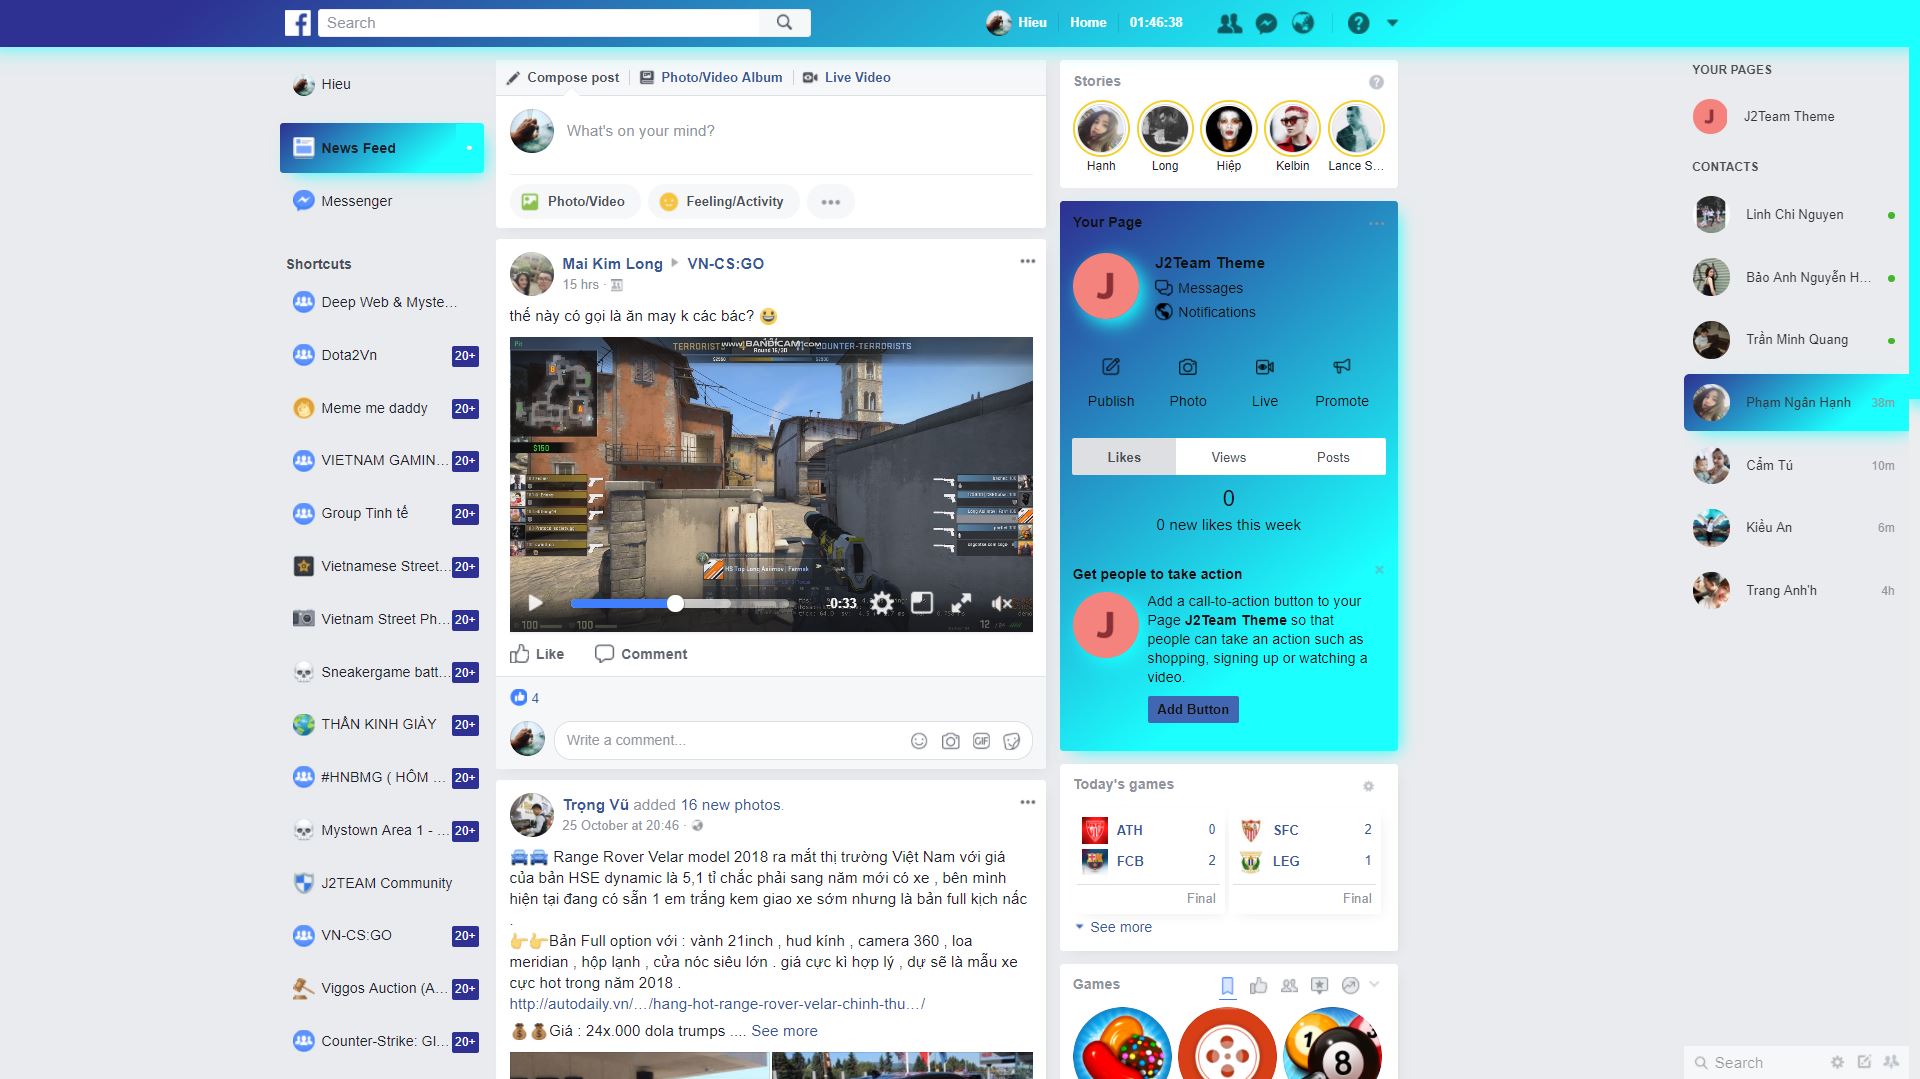 Search
Hieu
Home
01:46:38
Hieu
News Feed
Messenger
Shortcuts
Deep Web & Myste…
Dota2Vn 20+
Meme me daddy 20+
VIETNAM GAMIN… 20+
Group Tinh tế 20+
Vietnamese Street… 20+
Vietnam Street Ph… 20+
Sneakergame batt… 20+
THẦN KINH GIÀY 20+
#HNBMG ( HÔM … 20+
Mystown Area 1 - … 20+
J2TEAM Community
VN-CS:GO 20+
Viggos Auction (A… 20+
Counter-Strike: Gl… 20+
Compose post
Photo/Video Album
Live Video
What's on your mind?
Photo/Video
Feeling/Activity
Mai Kim Long VN-CS:GO
15 hrs ·
thế này có gọi là ăn may k các bác?
Pit
TERRORISTS
www.BANDICAM.com
COUNTER-TERRORISTS
Round 16/30
$150
0:33
100
100
12
Like
Comment
4
Write a comment...
GIF
Trọng Vũ added 16 new photos.
25 October at 20:46 ·
Range Rover Velar model 2018 ra mắt thị trường Việt Nam với giá
của bản HSE dynamic là 5,1 tỉ chắc phải sang năm mới có xe , bên mình
hiện tại đang có sẵn 1 em trắng kem giao xe sớm nhưng là bản full kịch nấc
.
Bản Full option với : vành 21inch , hud kính , camera 360 , loa
meridian , hộp lạnh , cửa nóc siêu lớn . giá cực kì hợp lý , dự sẽ là mẫu xe
cực hot trong năm 2018 .
http://autodaily.vn/…/hang-hot-range-rover-velar-chinh-thu…/
Giá : 24x.000 dola trumps .... See more
Stories
Hạnh
Long
Hiệp
Kelbin
Lance S…
Your Page
J
J2Team Theme
Messages
Notifications
Publish
Photo
Live
Promote
Likes
Views
Posts
0
0 new likes this week
Get people to take action
J
Add a call-to-action button to your
Page J2Team Theme so that
people can take an action such as
shopping, signing up or watching a
video.
Add Button
Today's games
ATH 0
FCB 2
Final
SFC 2
LEG 1
Final
See more
Games
1
8
YOUR PAGES
J
J2Team Theme
CONTACTS
Linh Chi Nguyen
Bảo Anh Nguyễn H…
Trần Minh Quang
Phạm Ngân Hạnh 38m
Cẩm Tú 10m
Kiều An 6m
Trang Anh'h 4h
Search